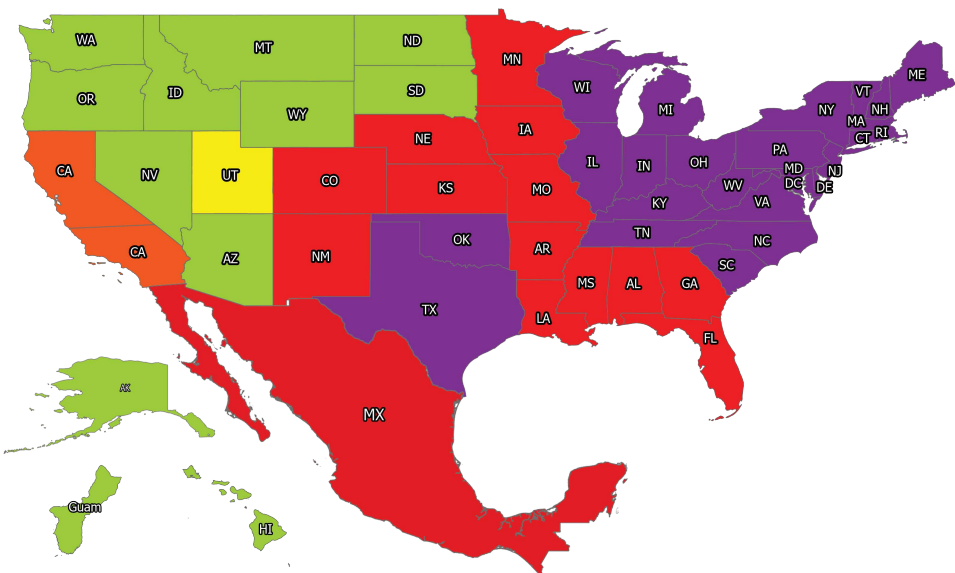 WA
MT
ND
MN
OR
ID
SD
WI
MI
ME
WY
NY
VT
NH
MA
CT
RI
CA
NV
UT
CO
NE
IA
IL
IN
OH
PA
NJ
MD
DC
DE
KS
MO
KY
WV
VA
CA
AZ
NM
OK
AR
TN
NC
SC
TX
LA
MS
AL
GA
FL
AK
MX
Guam
HI